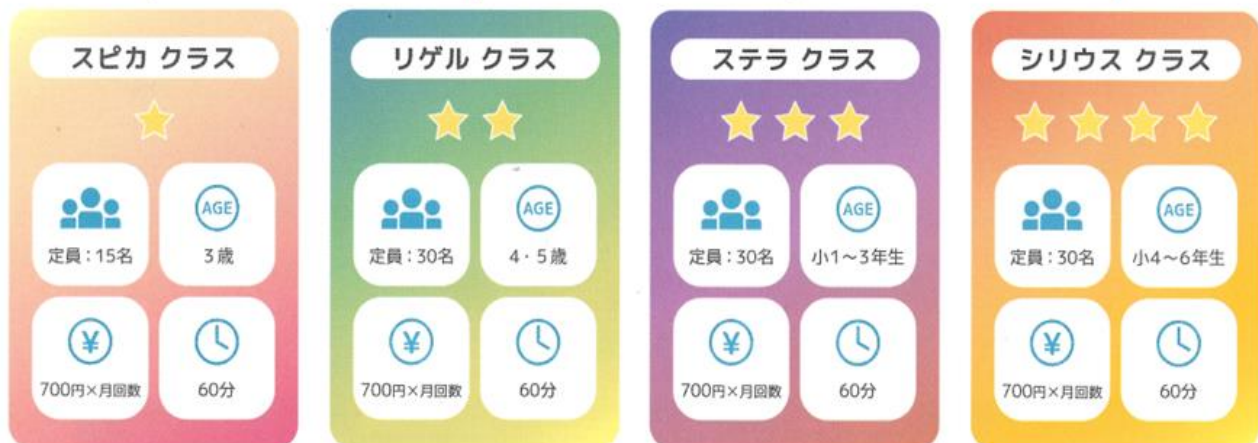 スピカ クラス
定員：15名
AGE
3歳
¥
700円×月回数
60分
リゲル クラス
定員：30名
AGE
4・5歳
¥
700円×月回数
60分
ステラ クラス
定員：30名
AGE
小1～3年生
¥
700円×月回数
60分
シリウス クラス
定員：30名
AGE
小4～6年生
¥
700円×月回数
60分